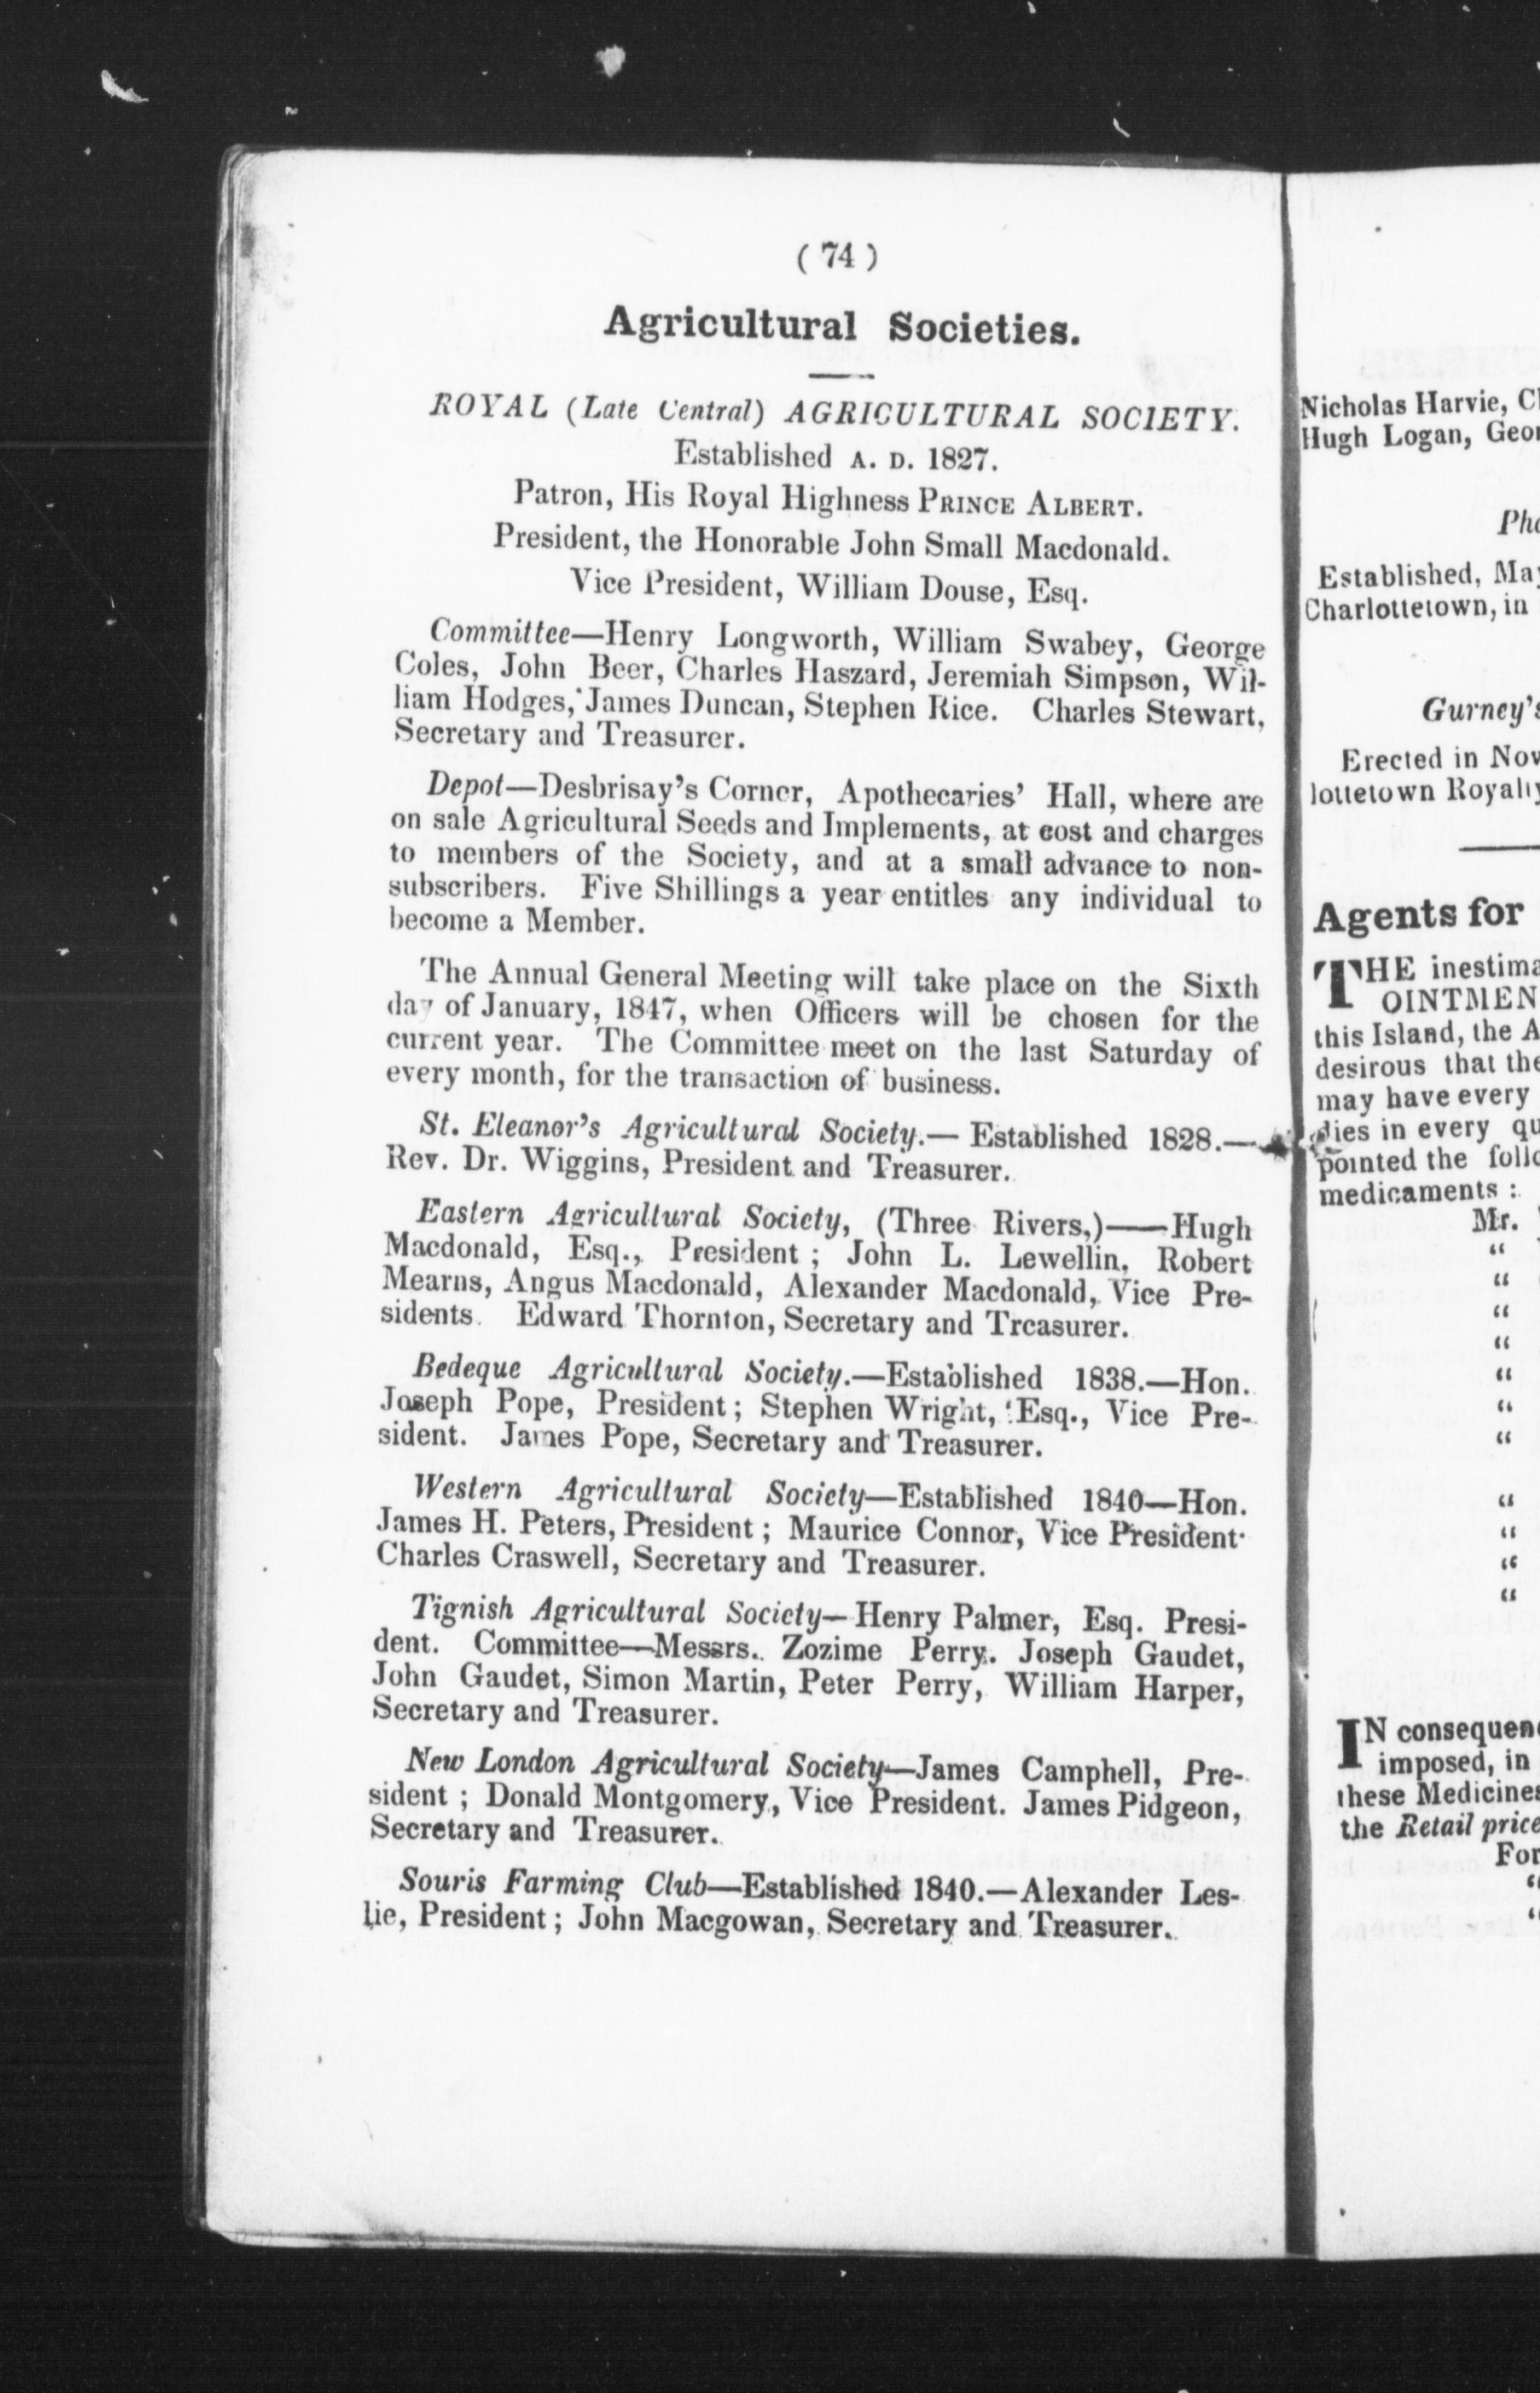 ( 74 )
Agricultural Societies.
ROYAL (Late Central) AGRICULTURAL SOCIETY.
Established A. D. 1827.
Patron, His Royal Highness PRINCE ALBERT.
President, the Honorable John Small Macdonald.
Vice President, William Douse, Esq.
Committee—Henry Longworth, William Swabey, George
Coles, John Beer, Charles Haszard, Jeremiah Simpson, Wil-
liam Hodges, James Duncan, Stephen Rice. Charles Stewart,
Secretary and Treasurer.
Depot—Desbrisay's Corner, Apothecaries' Hall, where are
on sale Agricultural Seeds and Implements, at cost and charges
to members of the Society, and at a small advance to non-
subscribers. Five Shillings a year entitles any individual to
become a Member.
The Annual General Meeting will take place on the Sixth
day of January, 1847, when Officers will be chosen for the
current year. The Committee meet on the last Saturday of
every month, for the transaction of business.
St. Eleanor's Agricultural Society.— Established 1828.—
Rev. Dr. Wiggins, President and Treasurer.
Eastern Agricultural Society, (Three Rivers,)——Hugh
Macdonald, Esq., President ; John L. Lewellin, Robert
Mearns, Angus Macdonald, Alexander Macdonald, Vice Pre-
sidents. Edward Thornton, Secretary and Treasurer.
Bedeque Agricultural Society.—Established 1838.—Hon.
Joseph Pope, President ; Stephen Wright, Esq., Vice Pre-
sident. James Pope, Secretary and Treasurer.
Western Agricultural Society—Established 1840—Hon.
James H. Peters, President ; Maurice Connor, Vice President·
Charles Craswell, Secretary and Treasurer.
Tignish Agricultural Society—Henry Palmer, Esq. Presi-
dent. Committee—Messrs. Zozime Perry. Joseph Gaudet,
John Gaudet, Simon Martin, Peter Perry, William Harper,
Secretary and Treasurer.
New London Agricultural Society—James Camphell, Pre-
sident ; Donald Montgomery, Vice President. James Pidgeon,
Secretary and Treasurer.
Souris Farming Club—Established 1840.—Alexander Les-
lie, President ; John Macgowan, Secretary and Treasurer.
Nicholas Harvie,
Hugh Logan,
Established,
Charlottetown, in
Gurney's
Erected in
lottetown
Agents for
THE
this Island, the
desirous that
may have every
in every
pointed the
medicaments :
Mr.
"
"
"
"
"
"
"
"
"
"
"
IN
imposed, in
these
the Retail
"
"